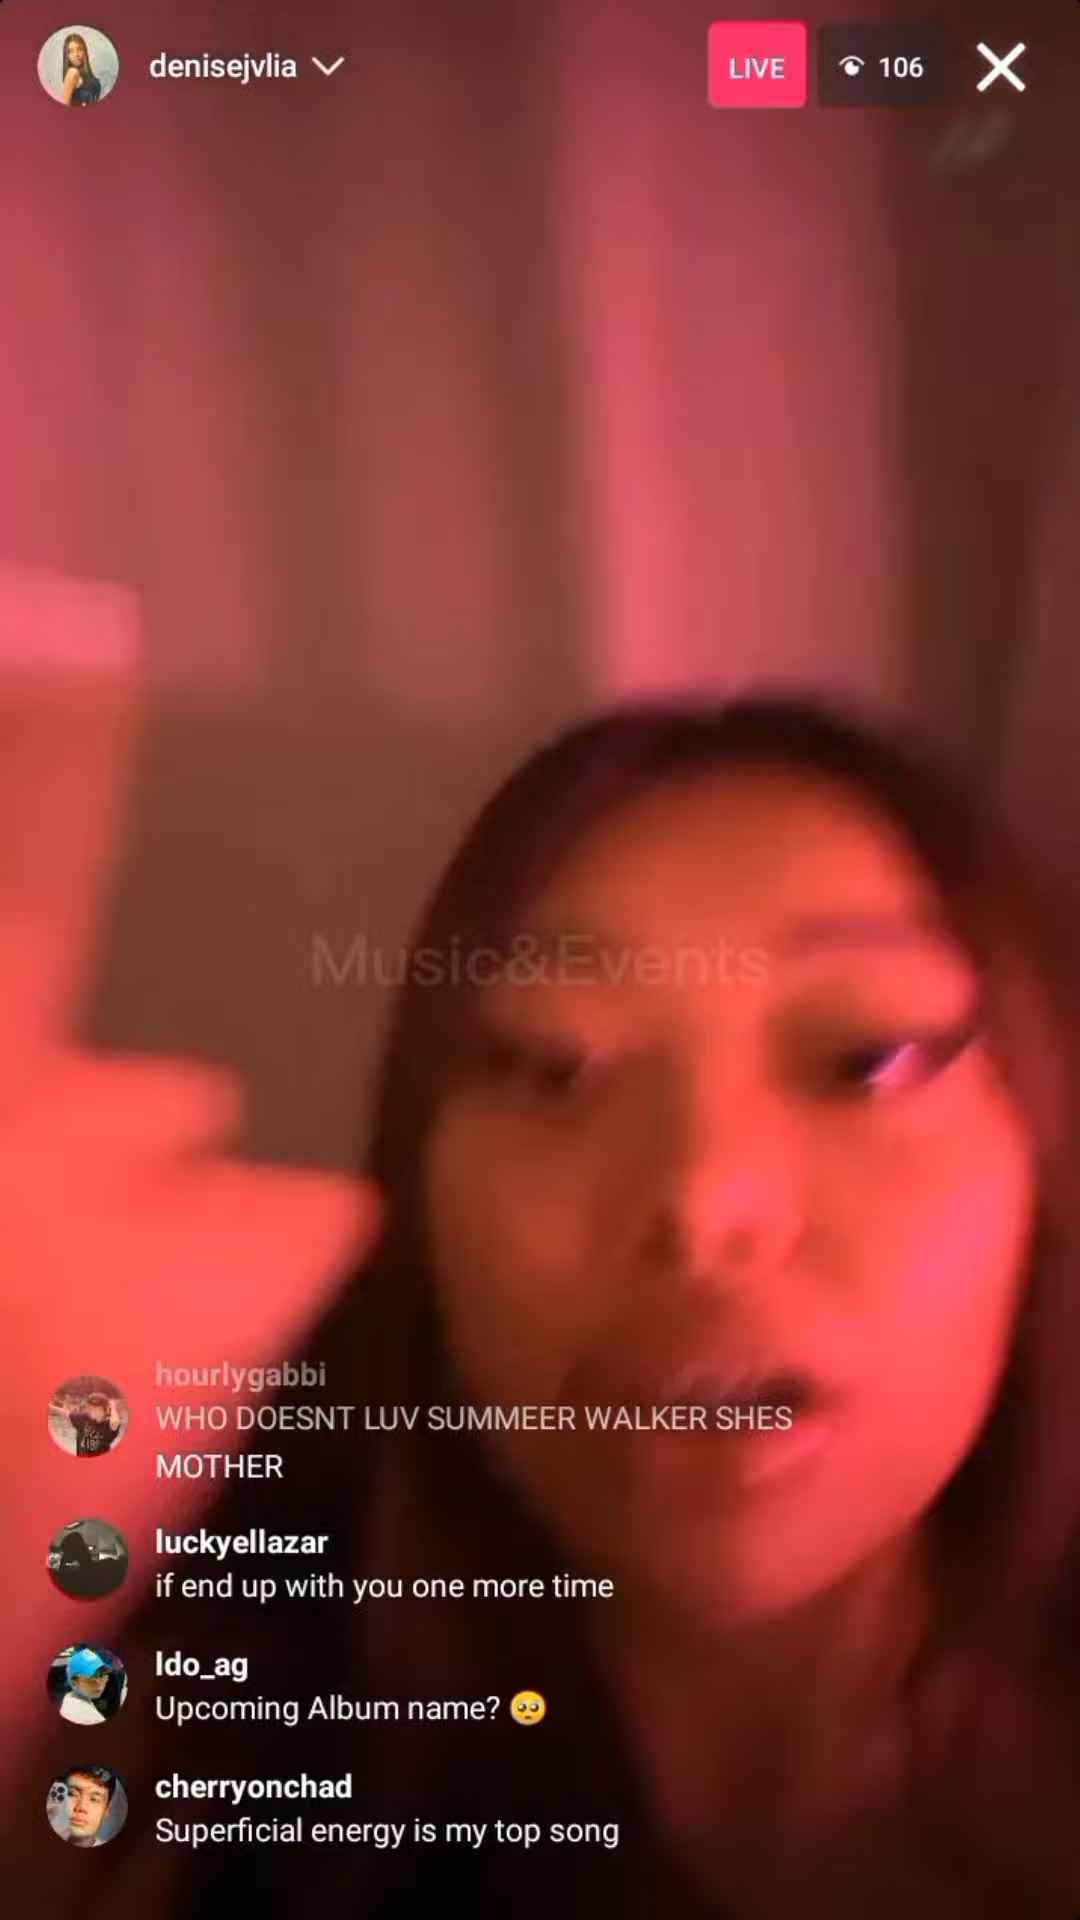 denisejvlia
LIVE
106
Music&Events
hourlygabbi
WHO DOESNT LUV SUMMEER WALKER SHES
MOTHER
luckyellazar
if end up with you one more time
ldo_ag
Upcoming Album name? 🥺
cherryonchad
Superficial energy is my top song